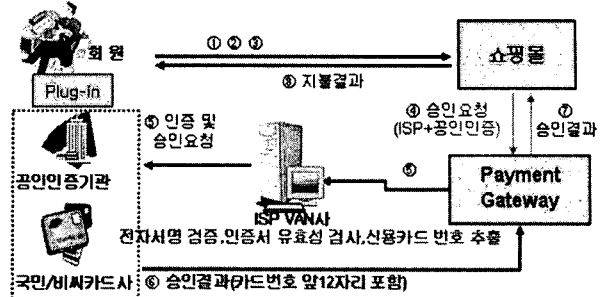 회 원
Plug-in
① ② ③
⑧ 지불결과
쇼핑몰
④ 승인요청
(ISP+공인인증)
⑦
승인결과
⑤ 인증 및
승인요청
공인인증기관
ISP VAN사
⑤
Payment
Gateway
전자서명 검증,인증서 유효성 검사,신용카드 번호 추출
국민/비씨카드사
⑥ 승인결과(카드번호 앞12자리 포함)